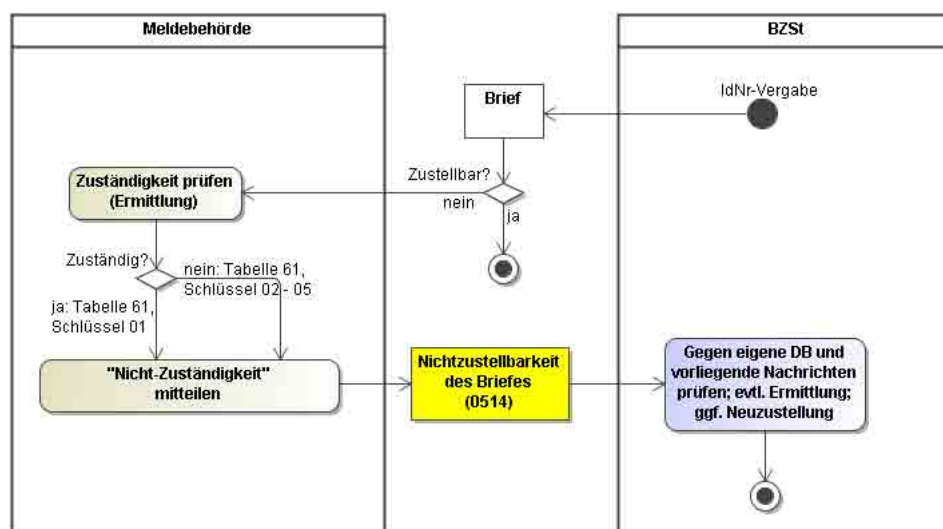 Meldebehörde
BZSt
IdNr-Vergabe
Brief
Zustellbar?
nein
ja
Zuständigkeit prüfen
(Ermittlung)
Zuständig?
nein: Tabelle 61,
Schlüssel 02 - 05
ja: Tabelle 61,
Schlüssel 01
"Nicht-Zuständigkeit"
mitteilen
Nichtzustellbarkeit
des Briefes
(0514)
Gegen eigene DB und
vorliegende Nachrichten
prüfen; evtl. Ermittlung;
ggf. Neuzustellung